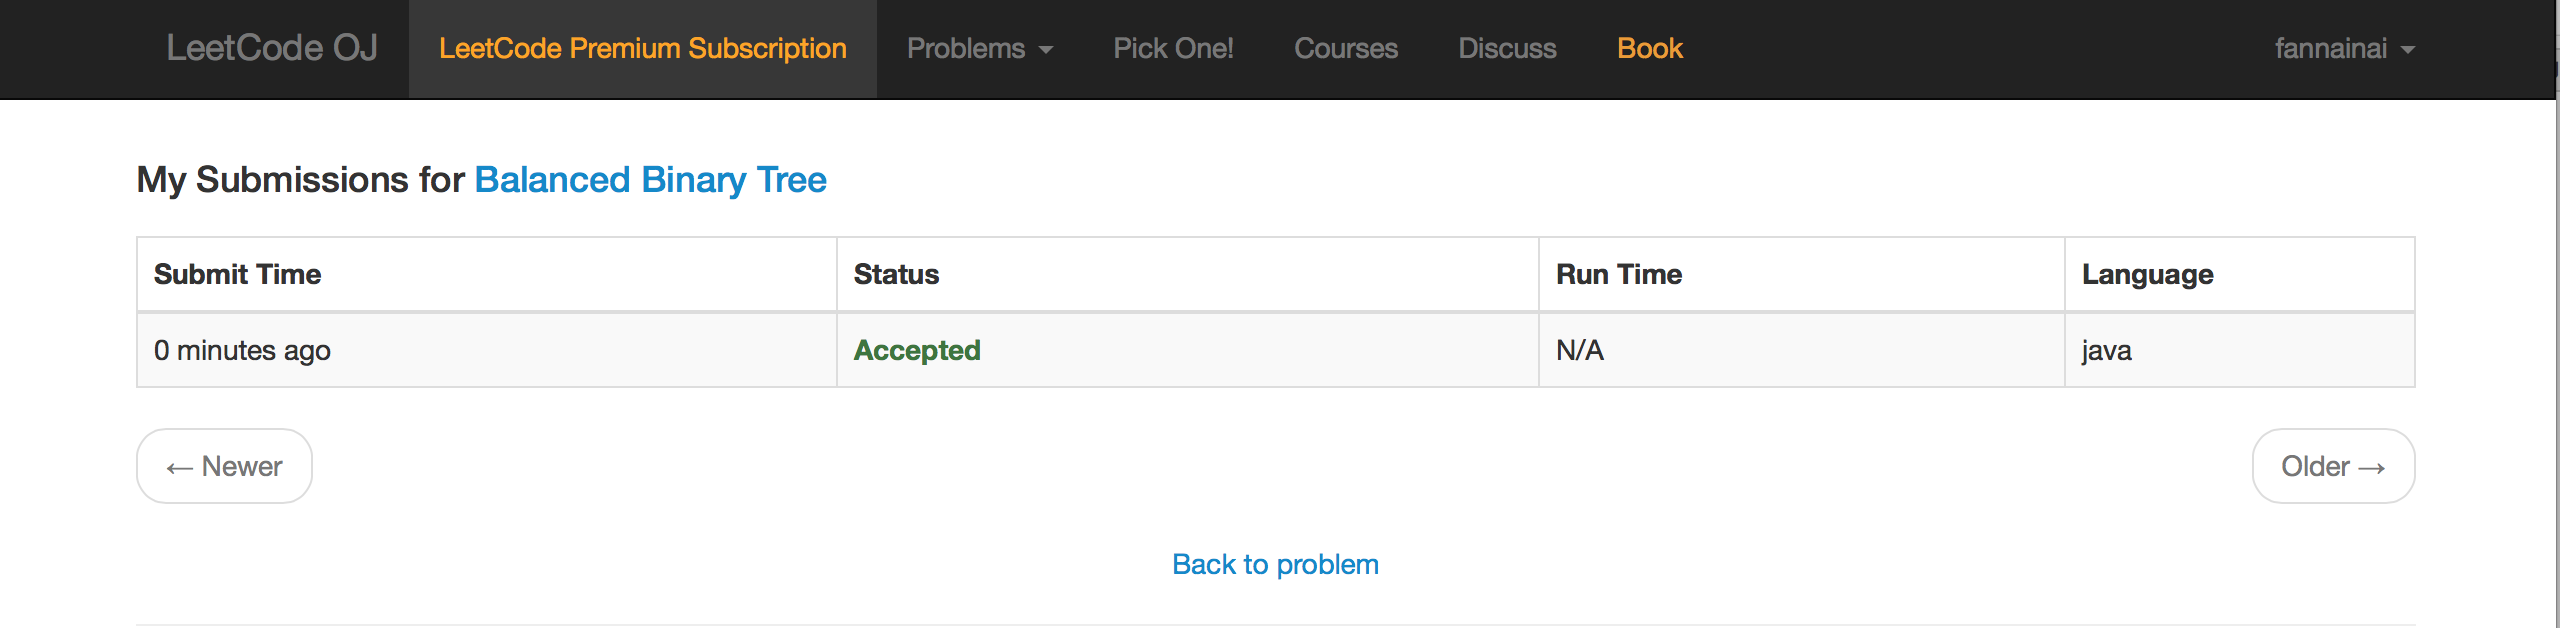 LeetCode OJ LeetCode Premium Subscription Problems Pick One! Courses Discuss Book fannainai
My Submissions for Balanced Binary Tree
Submit Time Status Run Time Language
0 minutes ago Accepted N/A java
← Newer Older →
Back to problem